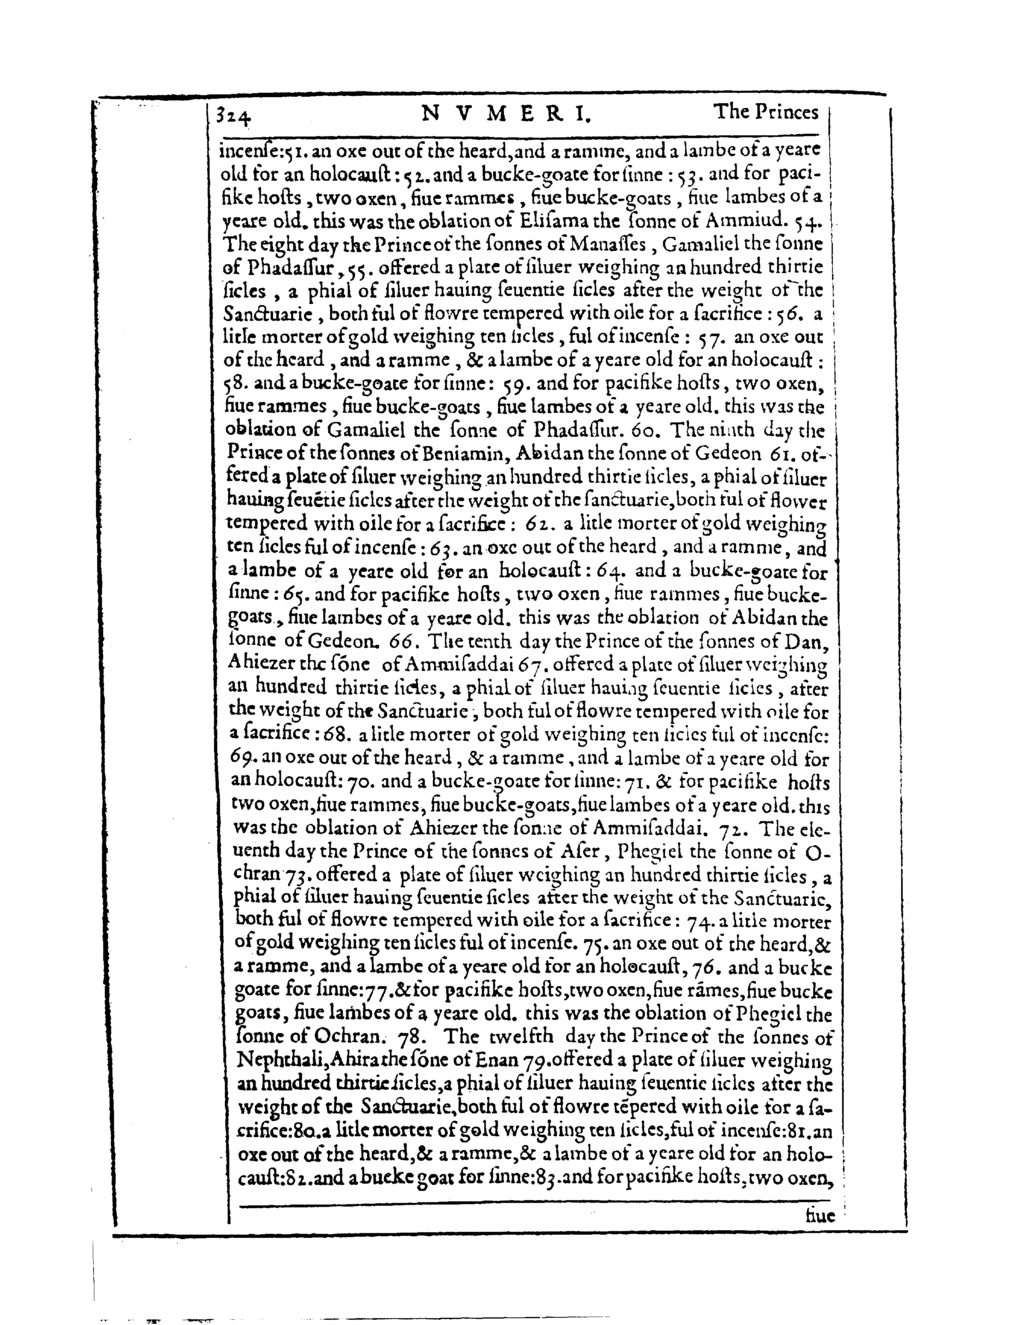 324 N V M E R I. The Princes
incenſe:51. an oxe out of the heard,and a ramme, and a lambe of a yeare
old for an holocauſt : 52. and a bucke-goate for ſinne : 53. and for paci-
fike hoſts , two oxen , fiue rammes , fiue bucke-goats , fiue lambes of a
yeare old. this was the oblation of Eliſama the ſonne of Ammiud. 54.
The eight day the Prince of the ſonnes of Manaſſes , Gamaliel the ſonne
of Phadaſſur , 55. offered a plate of ſiluer weighing an hundred thirtie
ſicles , a phial of ſiluer hauing ſeuentie ſicles after the weight of the
Sanctuarie , both ful of flowre tempered with oile for a ſacrifice : 56. a
litle morter of gold weighing ten ſicles , ful of incenſe : 57. an oxe out
of the heard , and a ramme , & a lambe of a yeare old for an holocauſt :
58. and a bucke-goate for ſinne: 59. and for pacifike hoſts , two oxen,
fiue rammes , fiue bucke-goats , fiue lambes of a yeare old. this was the
oblation of Gamaliel the ſonne of Phadaſſur. 60. The ninth day the
Prince of the ſonnes of Beniamin, Abidan the ſonne of Gedeon 61. of-
fered a plate of ſiluer weighing an hundred thirtie ſicles, a phial of ſiluer
hauing ſeuētie ſicles after the weight of the ſanctuarie,both ful of flower
tempered with oile for a ſacrifice : 62. a litle morter of gold weighing
ten ſicles ful of incenſe : 63. an oxe out of the heard , and a ramme, and
a lambe of a yeare old for an holocauſt : 64. and a bucke-goate for
ſinne : 65. and for pacifike hoſts , two oxen , fiue rammes , fiue bucke-
goats , fiue lambes of a yeare old. this was the oblation of Abidan the
ſonne of Gedeon. 66. The tenth day the Prince of the ſonnes of Dan,
Ahiezer the ſōne of Ammiſaddai 67. offered a plate of ſiluer weighing
an hundred thirtie ſicles, a phial of ſiluer hauing ſeuentie ſicles , after
the weight of the Sanctuarie , both ful of flowre tempered with oile for
a ſacrifice : 68. a litle morter of gold weighing ten ſicles ful of incenſe:
69. an oxe out of the heard , & a ramme , and a lambe of a yeare old for
an holocauſt: 70. and a bucke-goate for ſinne: 71. & for pacifike hoſts
two oxen,fiue rammes, fiue bucke-goats,fiue lambes of a yeare old. this
was the oblation of Ahiezer the ſonne of Ammiſaddai. 72. The ele-
uenth day the Prince of the ſonnes of Aſer , Phegiel the ſonne of O-
chran 73. offered a plate of ſiluer weighing an hundred thirtie ſicles , a
phial of ſiluer hauing ſeuentie ſicles after the weight of the Sanctuarie,
both ful of flowre tempered with oile for a ſacrifice : 74. a litle morter
of gold weighing ten ſicles ful of incenſe. 75. an oxe out of the heard,&
a ramme, and a lambe of a yeare old for an holocauſt, 76. and a bucke
goate for ſinne:77.&for pacifike hoſts,two oxen,fiue rāmes,fiue bucke
goats, fiue lambes of a yeare old. this was the oblation of Phegiel the
ſonne of Ochran. 78. The twelfth day the Prince of the ſonnes of
Nephthali,Ahira the ſōne of Enan 79.offered a plate of ſiluer weighing
an hundred thirtie ſicles,a phial of ſiluer hauing ſeuentie ſicles after the
weight of the Sanctuarie,both ful of flowre tēpered with oile for a ſa-
crifice:80.a litle morter of gold weighing ten ſicles,ful of incenſe:81.an
oxe out of the heard,& a ramme,& a lambe of a yeare old for an holo-
cauſt:82.and a bucke goat for ſinne:83.and for pacifike hoſts,two oxen,
fiue